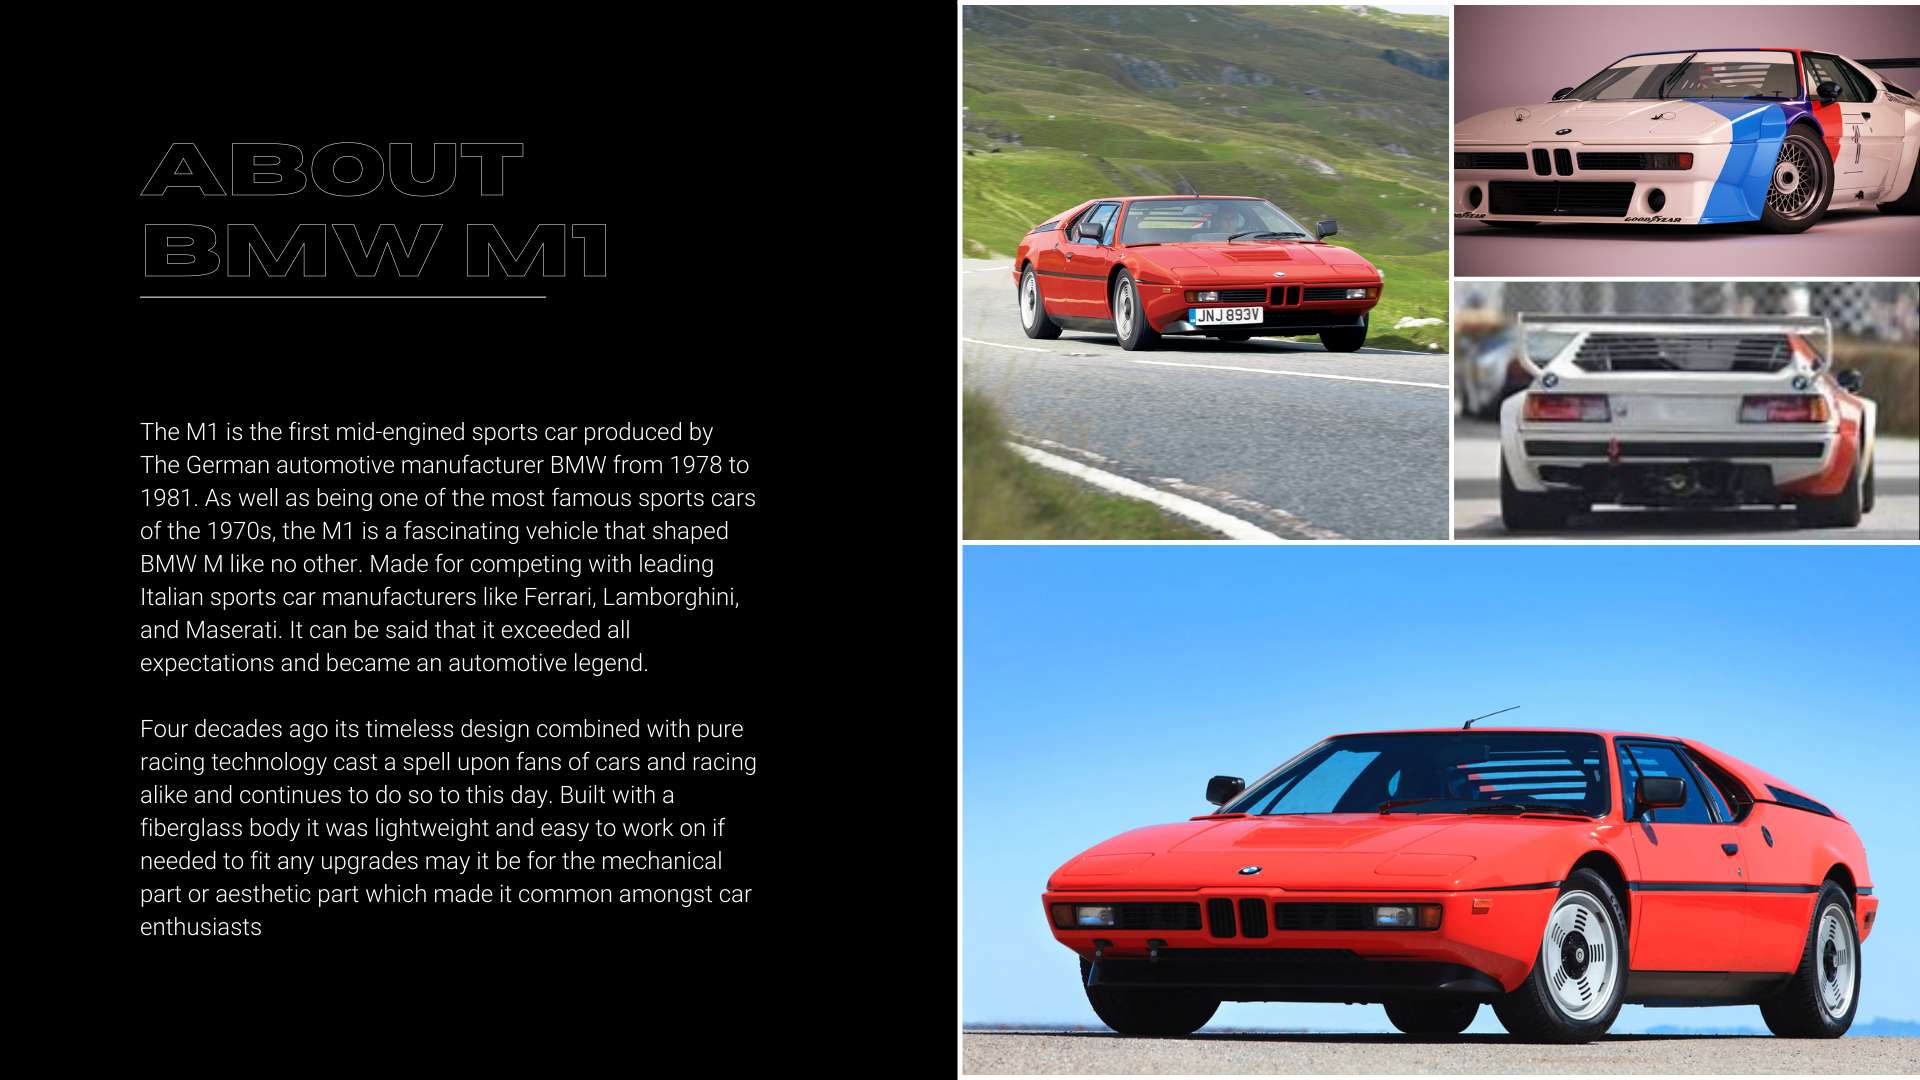 ABOUT
BMW M1
The M1 is the first mid-engined sports car produced by
The German automotive manufacturer BMW from 1978 to
1981. As well as being one of the most famous sports cars
of the 1970s, the M1 is a fascinating vehicle that shaped
BMW M like no other. Made for competing with leading
Italian sports car manufacturers like Ferrari, Lamborghini,
and Maserati. It can be said that it exceeded all
expectations and became an automotive legend.
Four decades ago its timeless design combined with pure
racing technology cast a spell upon fans of cars and racing
alike and continues to do so to this day. Built with a
fiberglass body it was lightweight and easy to work on if
needed to fit any upgrades may it be for the mechanical
part or aesthetic part which made it common amongst car
enthusiasts
JNJ 893V
GOODYEAR